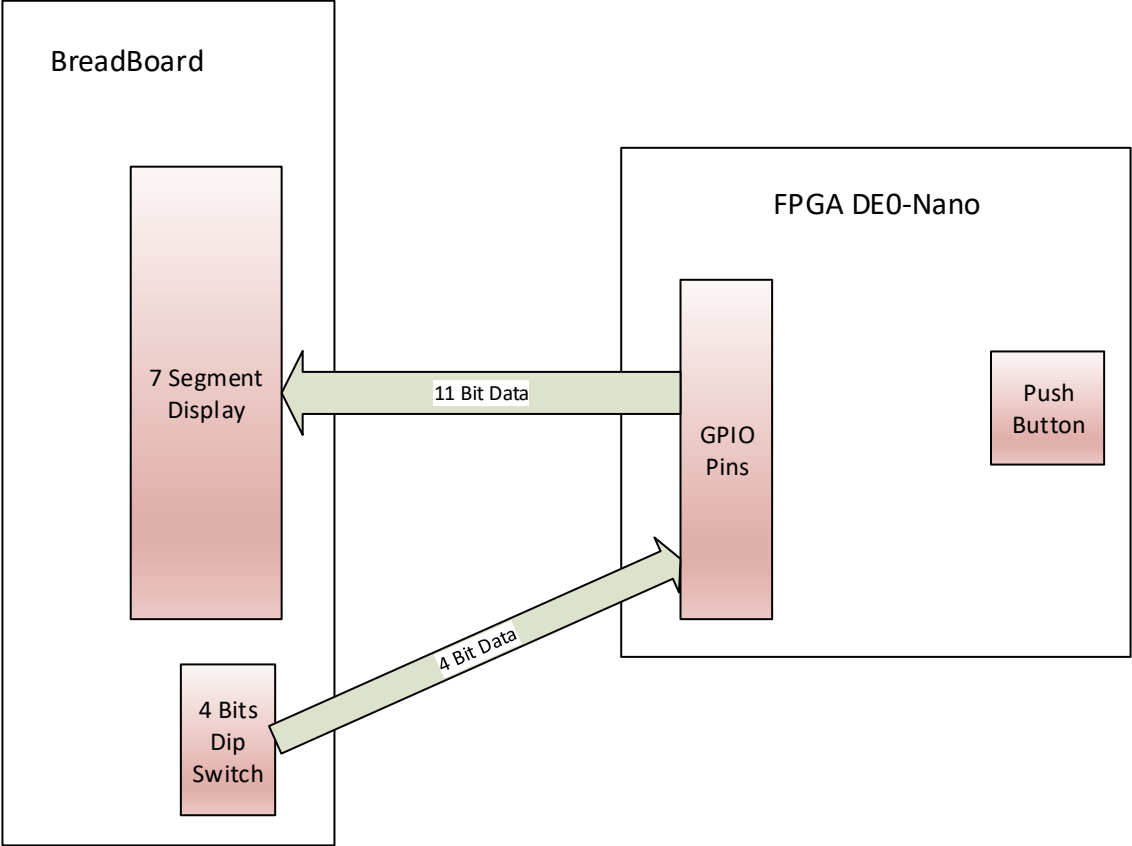 BreadBoard
FPGA DE0-Nano
7 Segment
Display
11 Bit Data
GPIO
Pins
Push
Button
4 Bit Data
4 Bits
Dip
Switch